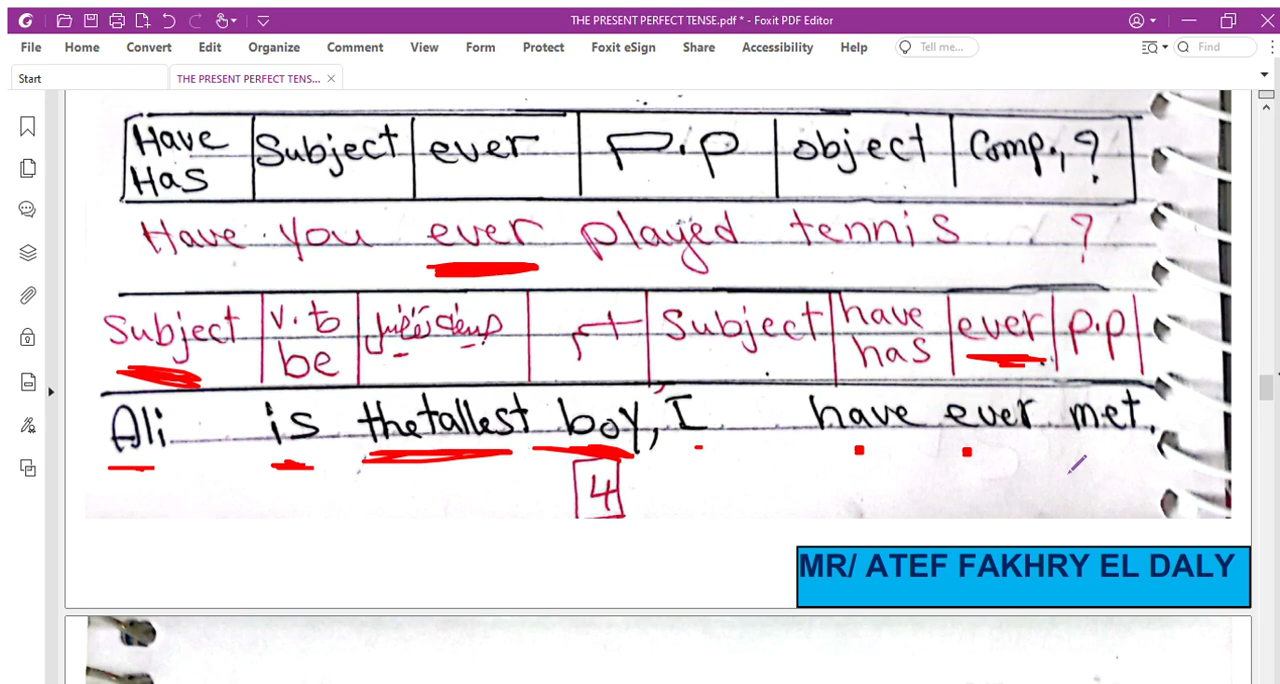 THE PRESENT PERFECT TENSE.pdf * - Foxit PDF Editor
File Home Convert Edit Organize Comment View Form Protect Foxit eSign Share Accessibility Help Tell me... Find
Start THE PRESENT PERFECT TENS...
Have Has Subject ever P.p object Comp., ?
Have you ever played tennis ?
Subject v. to be Subject have has ever p.p
Ali is the tallest boy, I have ever met.
4
MR/ ATEF FAKHRY EL DALY